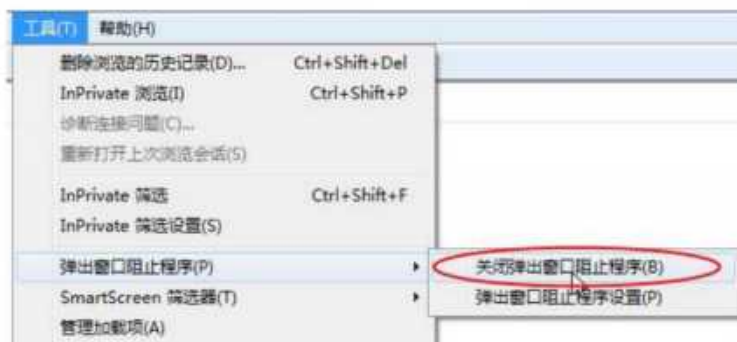 工具(T) 帮助(H)
删除浏览的历史记录(D)... Ctrl+Shift+Del
InPrivate 浏览(I) Ctrl+Shift+P
诊断连接问题(C)...
重新打开上次浏览会话(S)
InPrivate 筛选 Ctrl+Shift+F
InPrivate 筛选设置(S)
弹出窗口阻止程序(P) 关闭弹出窗口阻止程序(B)
SmartScreen 筛选器(T) 弹出窗口阻止程序设置(P)
管理加载项(A)